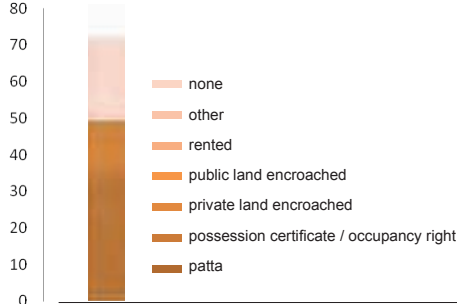 80
70
60
50
40
30
20
10
0
none
other
rented
public land encroached
private land encroached
possession certificate / occupancy right
patta